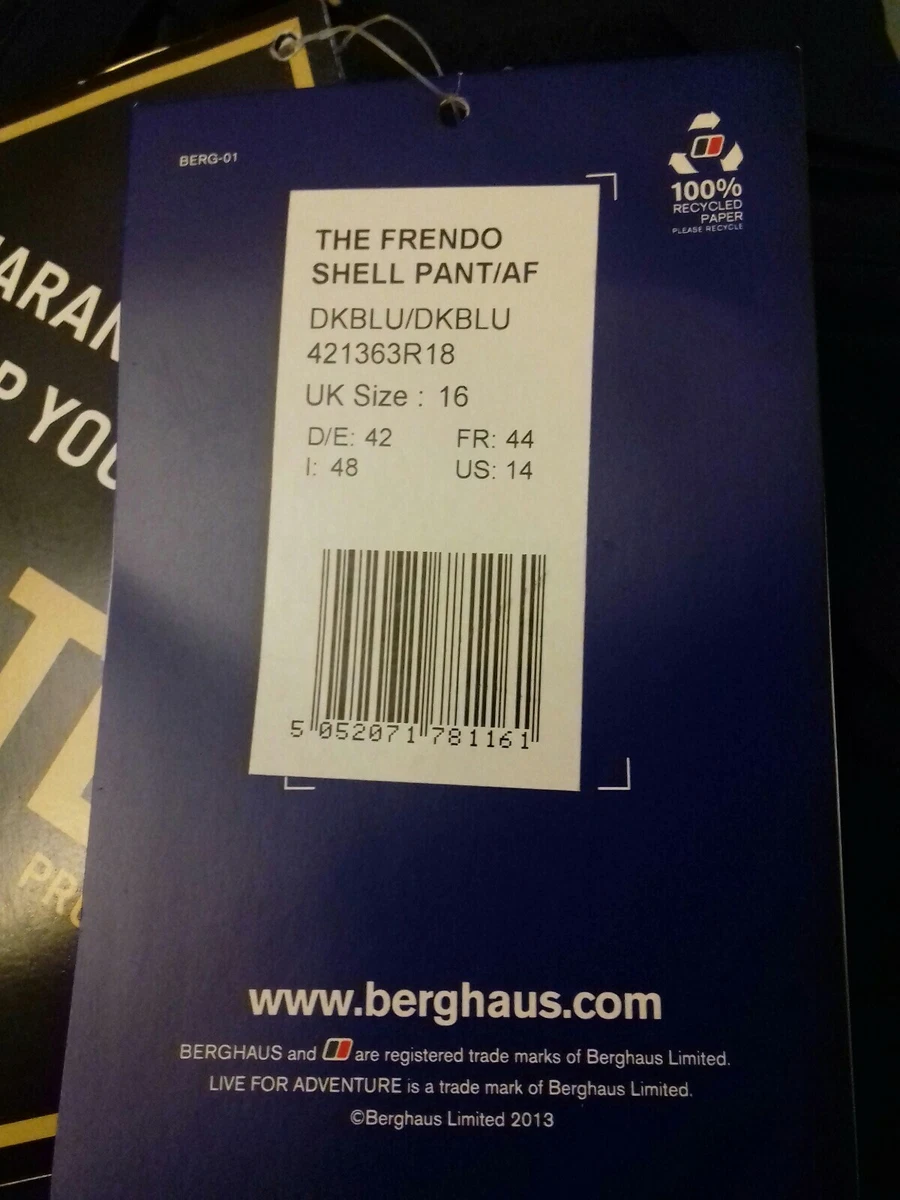 BERG-01
100%
RECYCLED
PAPER
PLEASE RECYCLE
THE FRENDO
SHELL PANT/AF
DKBLU/DKBLU
421363R18
UK Size : 16
D/E: 42 FR: 44
I: 48 US: 14
5 052071 781161
www.berghaus.com
BERGHAUS and are registered trade marks of Berghaus Limited.
LIVE FOR ADVENTURE is a trade mark of Berghaus Limited.
©Berghaus Limited 2013